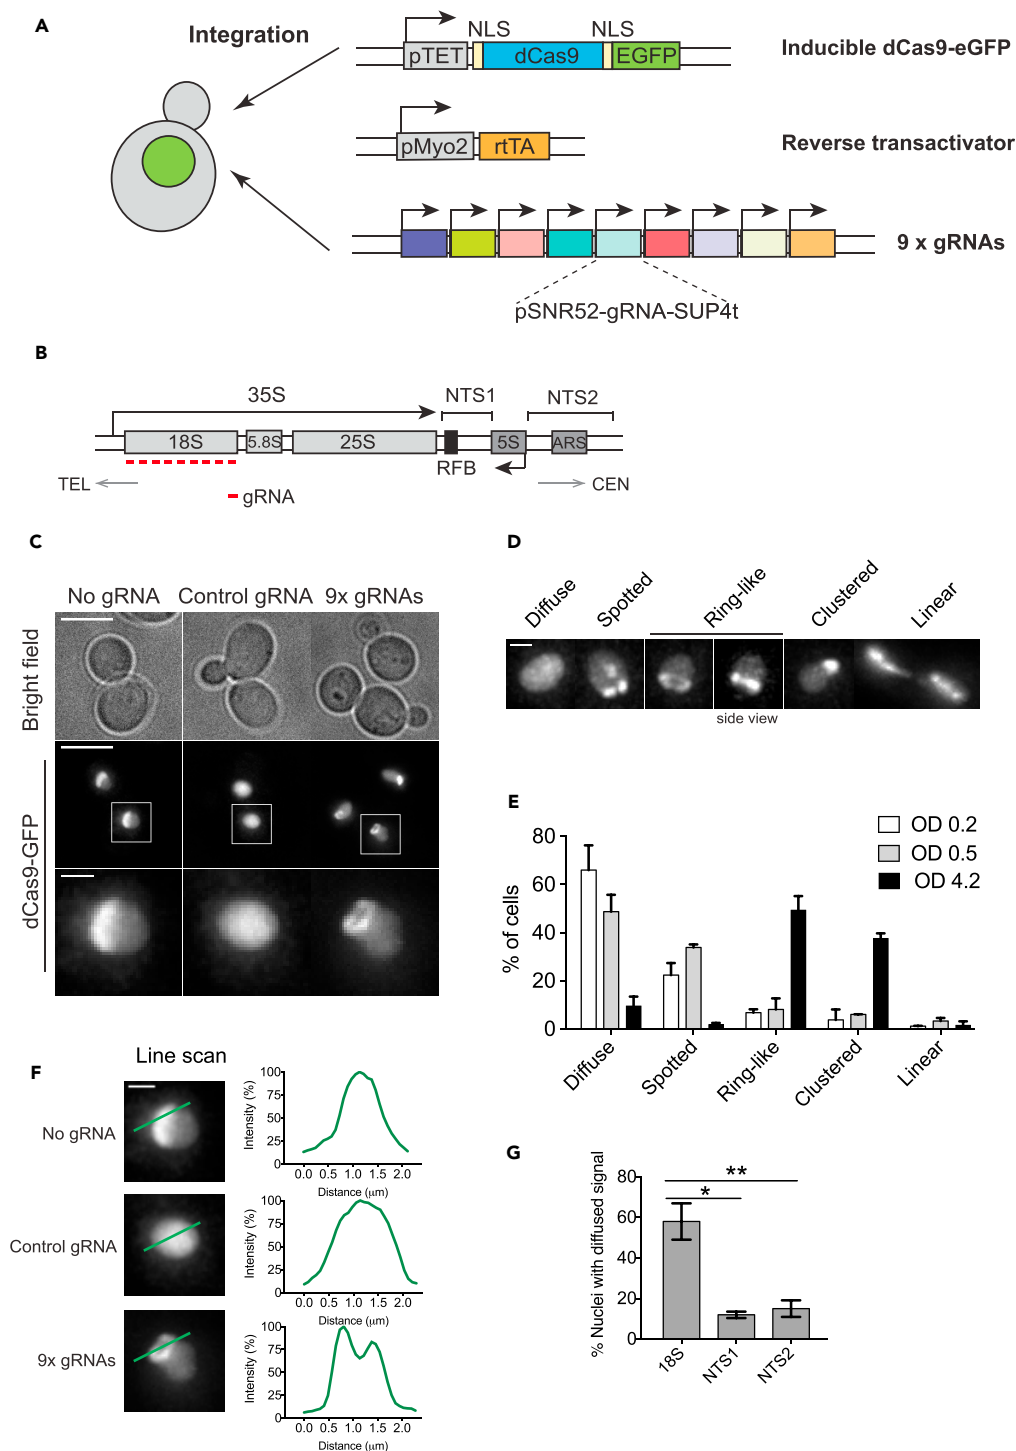 A
Integration
NLS NLS
pTET dCas9 EGFP
Inducible dCas9-eGFP
pMyo2 rtTA
Reverse transactivator
9 x gRNAs
pSNR52-gRNA-SUP4t
B
35S NTS1 NTS2
18S 5.8S 25S 5S ARS
RFB
TEL CEN
gRNA
C
No gRNA Control gRNA 9x gRNAs
Bright field
dCas9-GFP
D
Diffuse Spotted Ring-like Clustered Linear
side view
E
% of cells
80
60
40
20
0
OD 0.2
OD 0.5
OD 4.2
Diffuse Spotted Ring-like Clustered Linear
F
Line scan
No gRNA
Intensity (%)
100
75
50
25
0
0.0 0.5 1.0 1.5 2.0
Distance (μm)
Control gRNA
Intensity (%)
100
75
50
25
0
0.0 0.5 1.0 1.5 2.0
Distance (μm)
9x gRNAs
Intensity (%)
100
75
50
25
0
0.0 0.5 1.0 1.5 2.0
Distance (μm)
G
% Nuclei with diffused signal
80
60
40
20
0
**
*
18S NTS1 NTS2